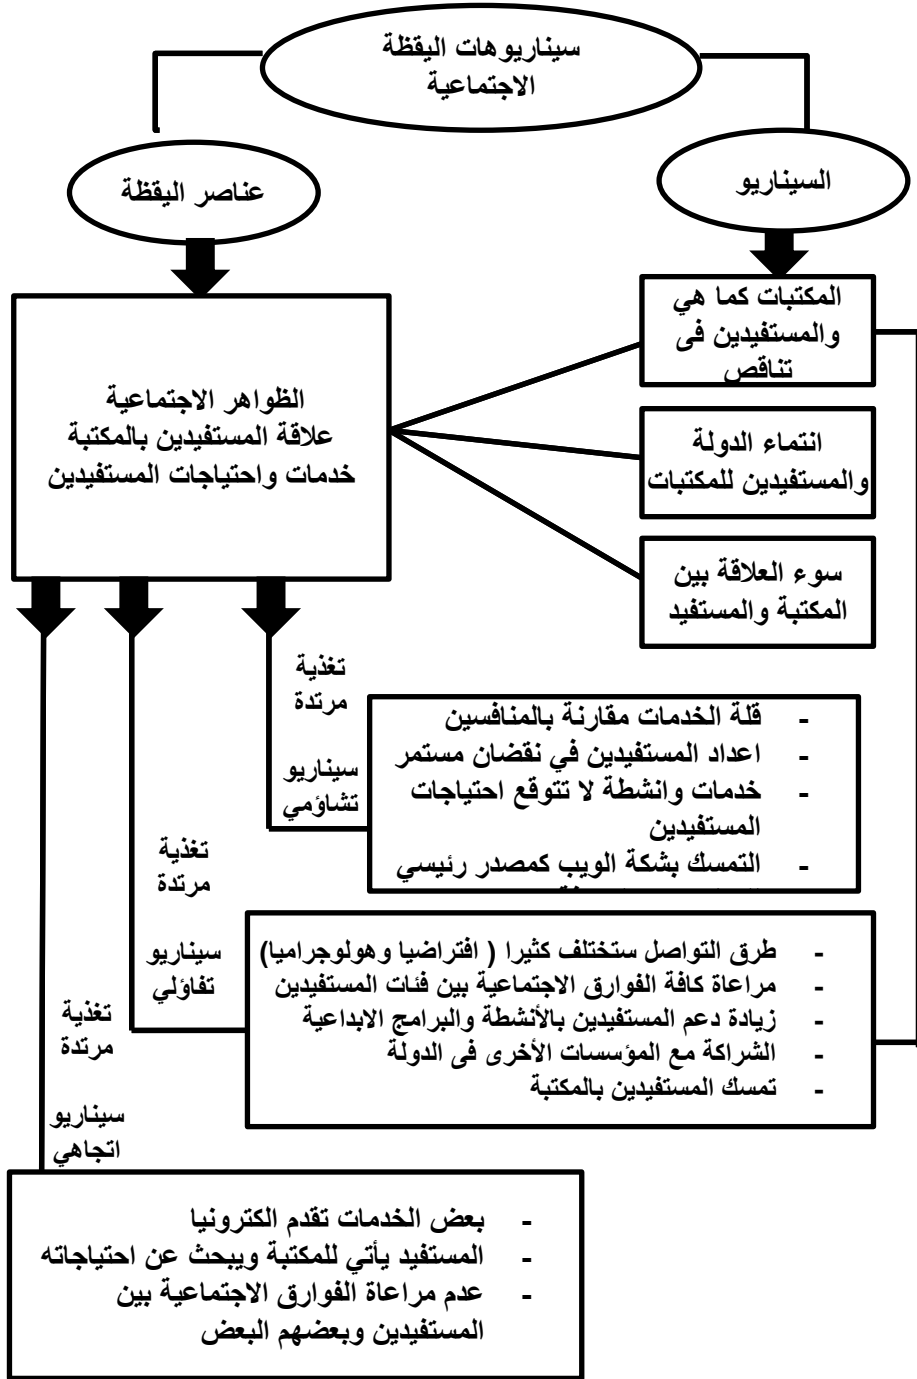 سيناريوهات اليقظة
الاجتماعية
السيناريو
عناصر اليقظة
المكتبات كما هي
والمستفيدين فى
تناقص
انتماء الدولة
والمستفيدين للمكتبات
سوء العلاقة بين
المكتبة والمستفيد
الظواهر الاجتماعية
علاقة المستفيدين بالمكتبة
خدمات واحتياجات المستفيدين
تغذية
مرتدة
سيناريو
تشاؤمي
- قلة الخدمات مقارنة بالمنافسين
- اعداد المستفيدين في نقضان مستمر
- خدمات وانشطة لا تتوقع احتياجات
المستفيدين
- التمسك بشكة الويب كمصدر رئيسي
تغذية
مرتدة
سيناريو
تفاؤلي
- طرق التواصل ستختلف كثيرا ( افتراضيا وهولوجراميا)
- مراعاة كافة الفوارق الاجتماعية بين فئات المستفيدين
- زيادة دعم المستفيدين بالأنشطة والبرامج الابداعية
- الشراكة مع المؤسسات الأخرى فى الدولة
- تمسك المستفيدين بالمكتبة
تغذية
مرتدة
سيناريو
اتجاهي
- بعض الخدمات تقدم الكترونيا
- المستفيد يأتي للمكتبة ويبحث عن احتياجاته
- عدم مراعاة الفوارق الاجتماعية بين
المستفيدين وبعضهم البعض